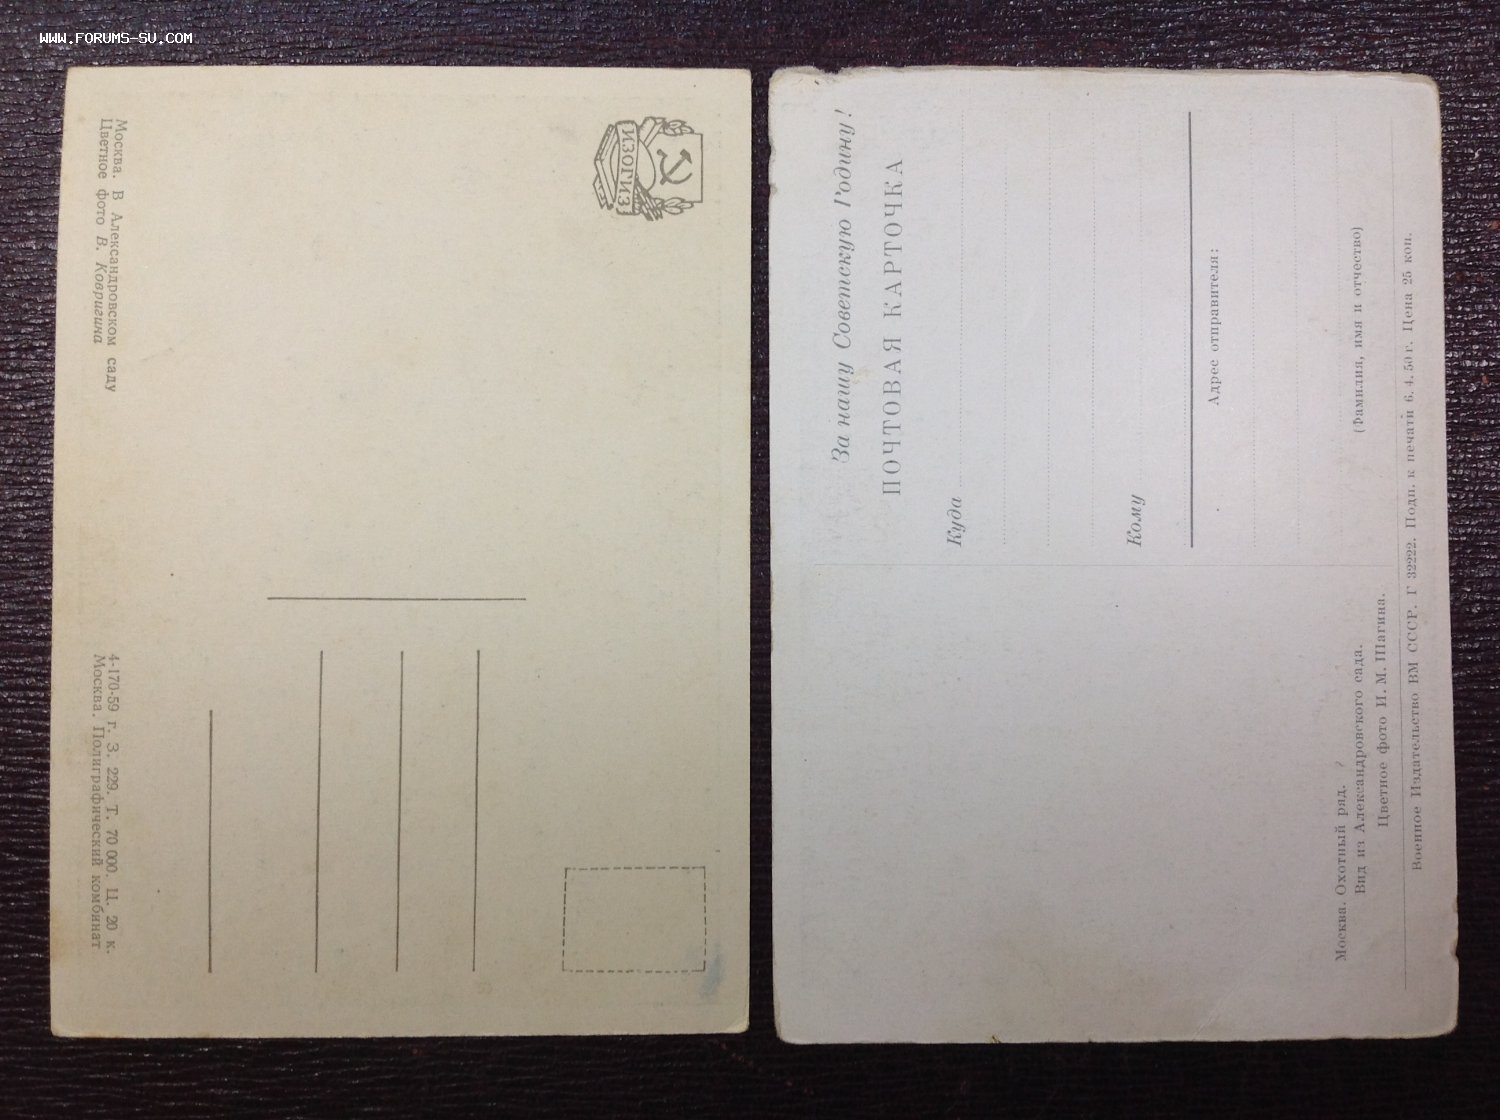 WWW.FORUMS-SU.COM
ИЗОГИЗ
Москва. В Александровском саду
Цветное фото В. Ковригина
4-170-59 г. З. 229. Т. 70 000. Ц. 20 к.
Москва. Полиграфический комбинат
За нашу Советскую Родину!
ПОЧТОВАЯ КАРТОЧКА
Куда
Кому
Адрес отправителя:
(Фамилия, имя и отчество)
Москва. Охотный ряд.
Вид из Александровского сада.
Цветное фото И. М. Шагина.
Военное Издательство ВМ СССР. Г 32222. Подп. к печати 6. 4. 50 г. Цена 25 коп.